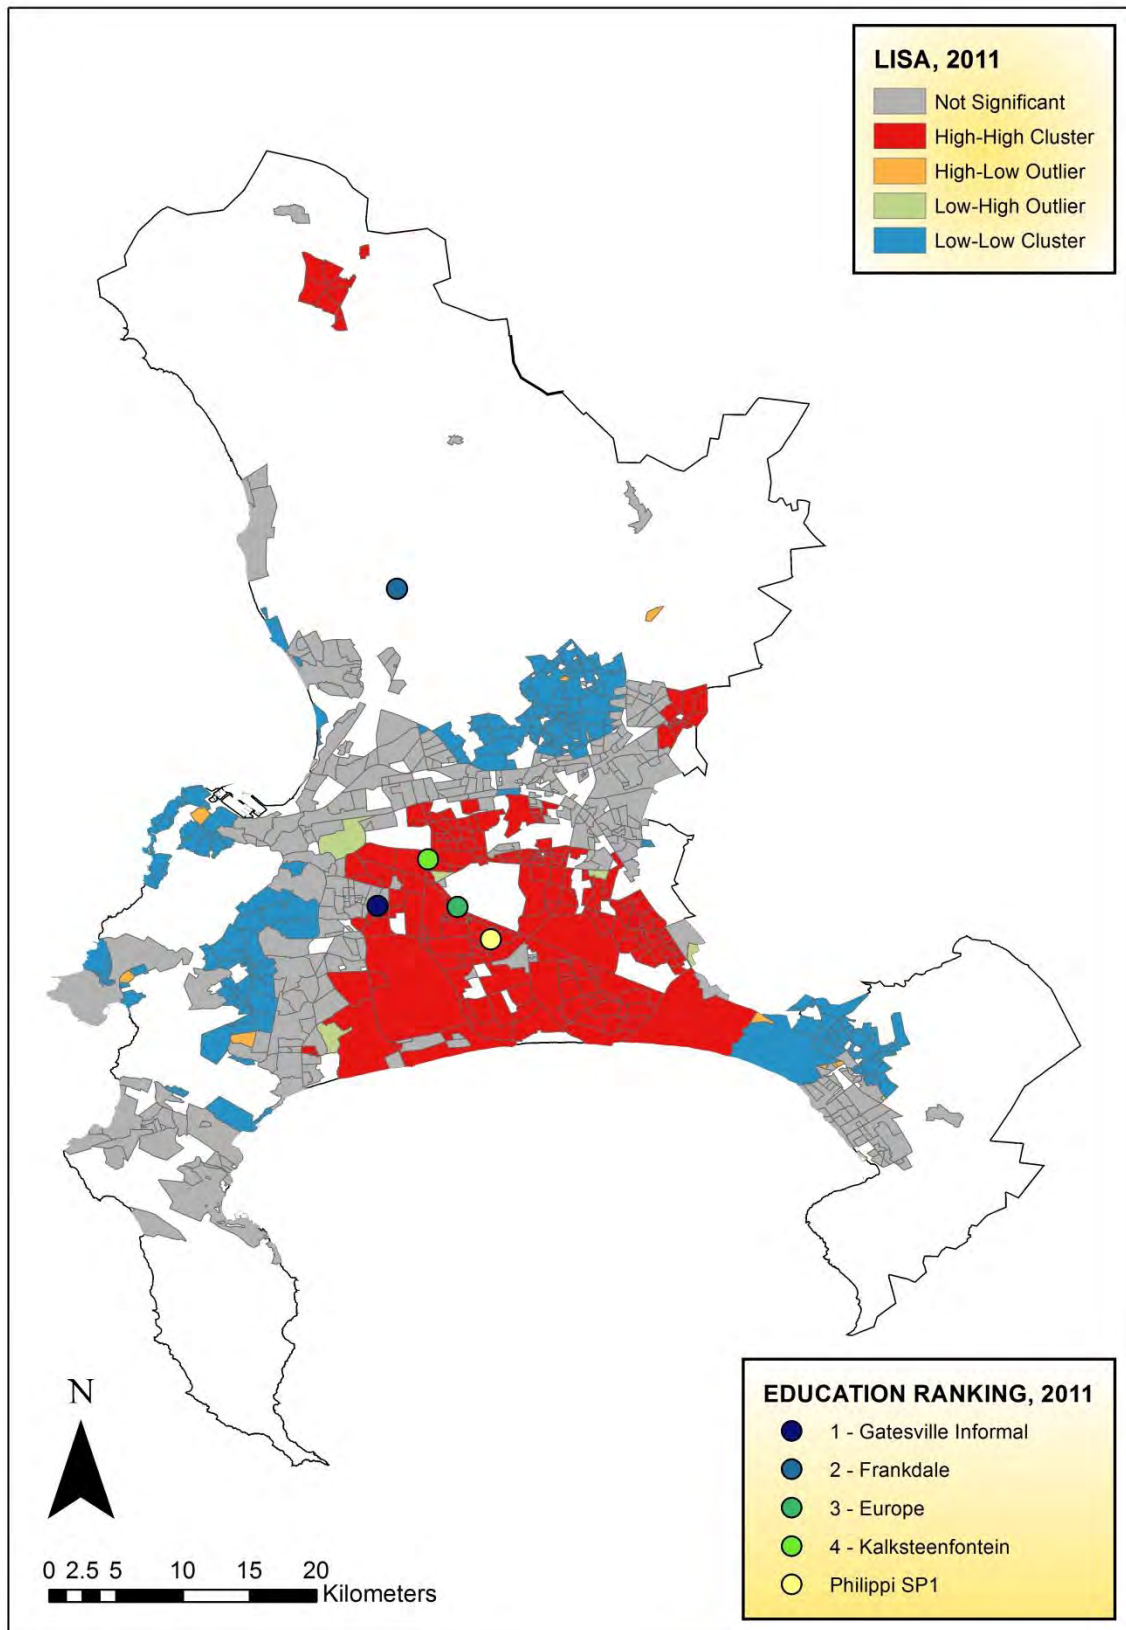 LISA, 2011
Not Significant
High-High Cluster
High-Low Outlier
Low-High Outlier
Low-Low Cluster
N
0 2.5 5 10 15 20
Kilometers
EDUCATION RANKING, 2011
1 - Gatesville Informal
2 - Frankdale
3 - Europe
4 - Kalksteenfontein
Philippi SP1